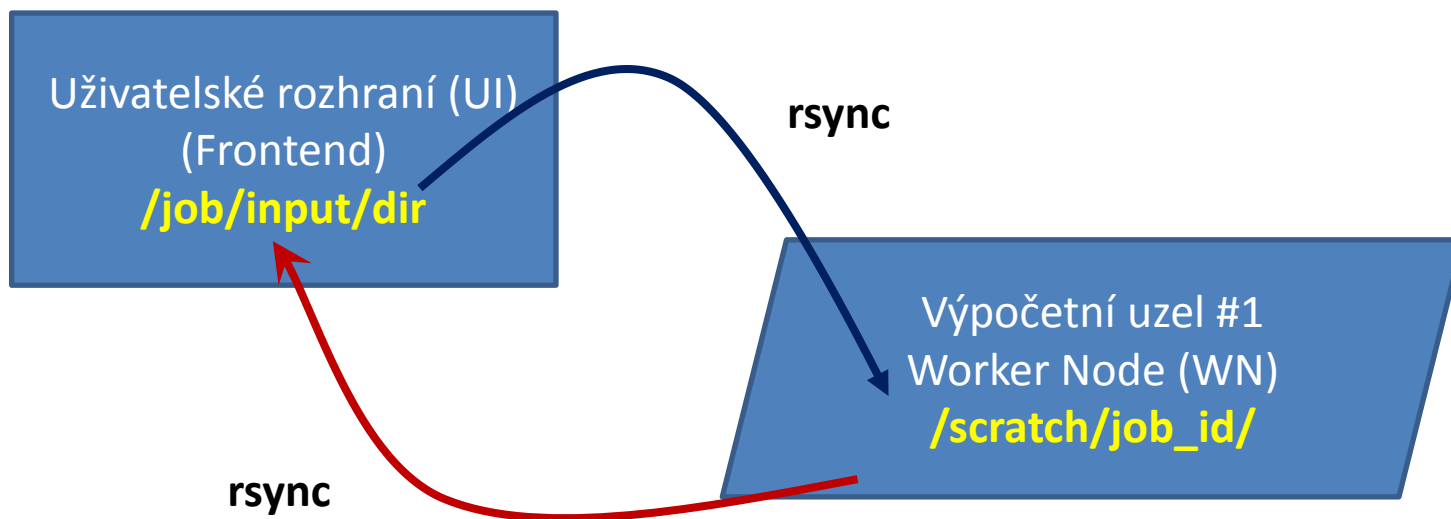 Uživatelské rozhraní (UI)
(Frontend)
/job/input/dir
rsync
Výpočetní uzel #1
Worker Node (WN)
/scratch/job_id/
rsync